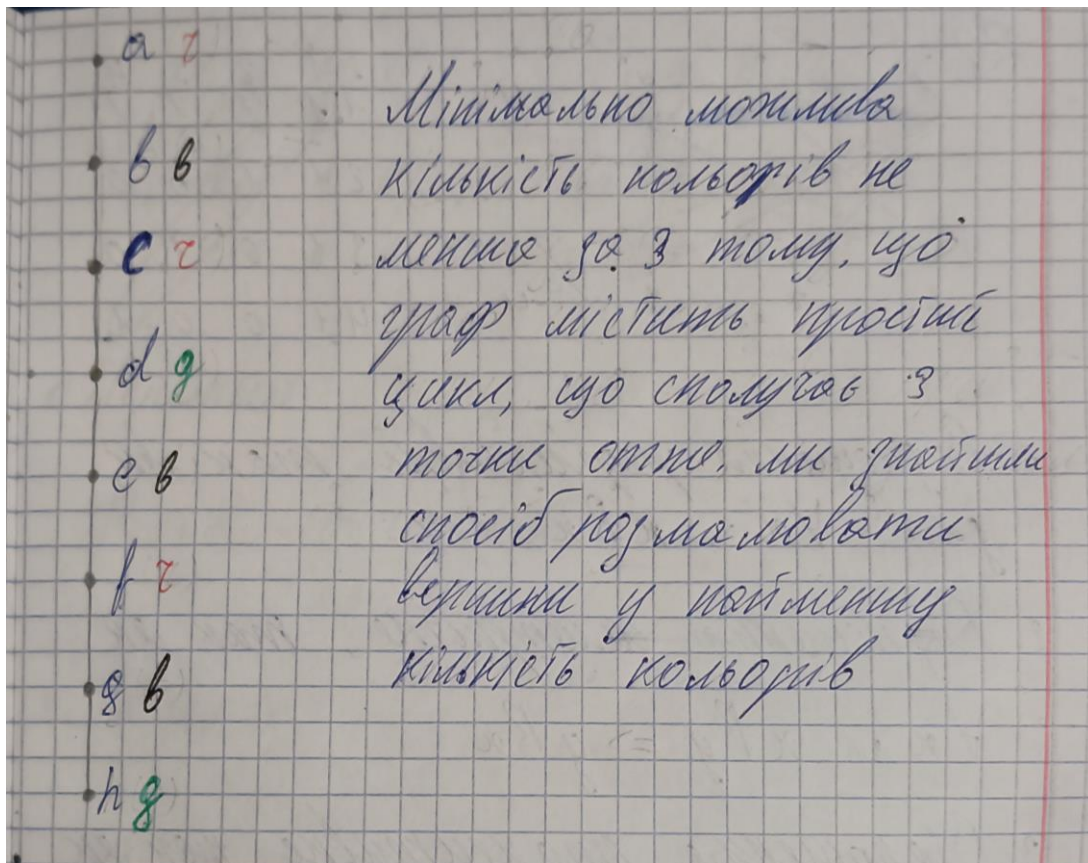 a r
b в
c r
d g
e в
f r
g в
h g
Мінімально можлива
кількість кольорів не
менша за 3 тому, що
граф містить простий
цикл, що сполучає 3
точки отже. ми знайшли
спосіб розмалювати
вершини у найменшу
кількість кольорів